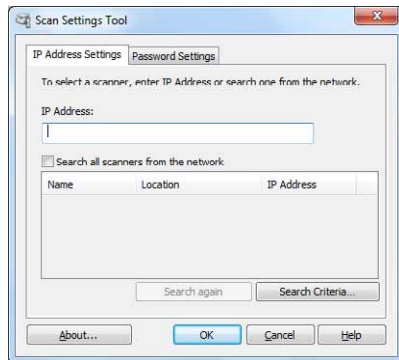 Scan Settings Tool
IP Address Settings
Password Settings
To select a scanner, enter IP Address or search one from the network.
IP Address:
Search all scanners from the network
Name Location IP Address
Search again
Search Criteria...
About...
OK
Cancel
Help